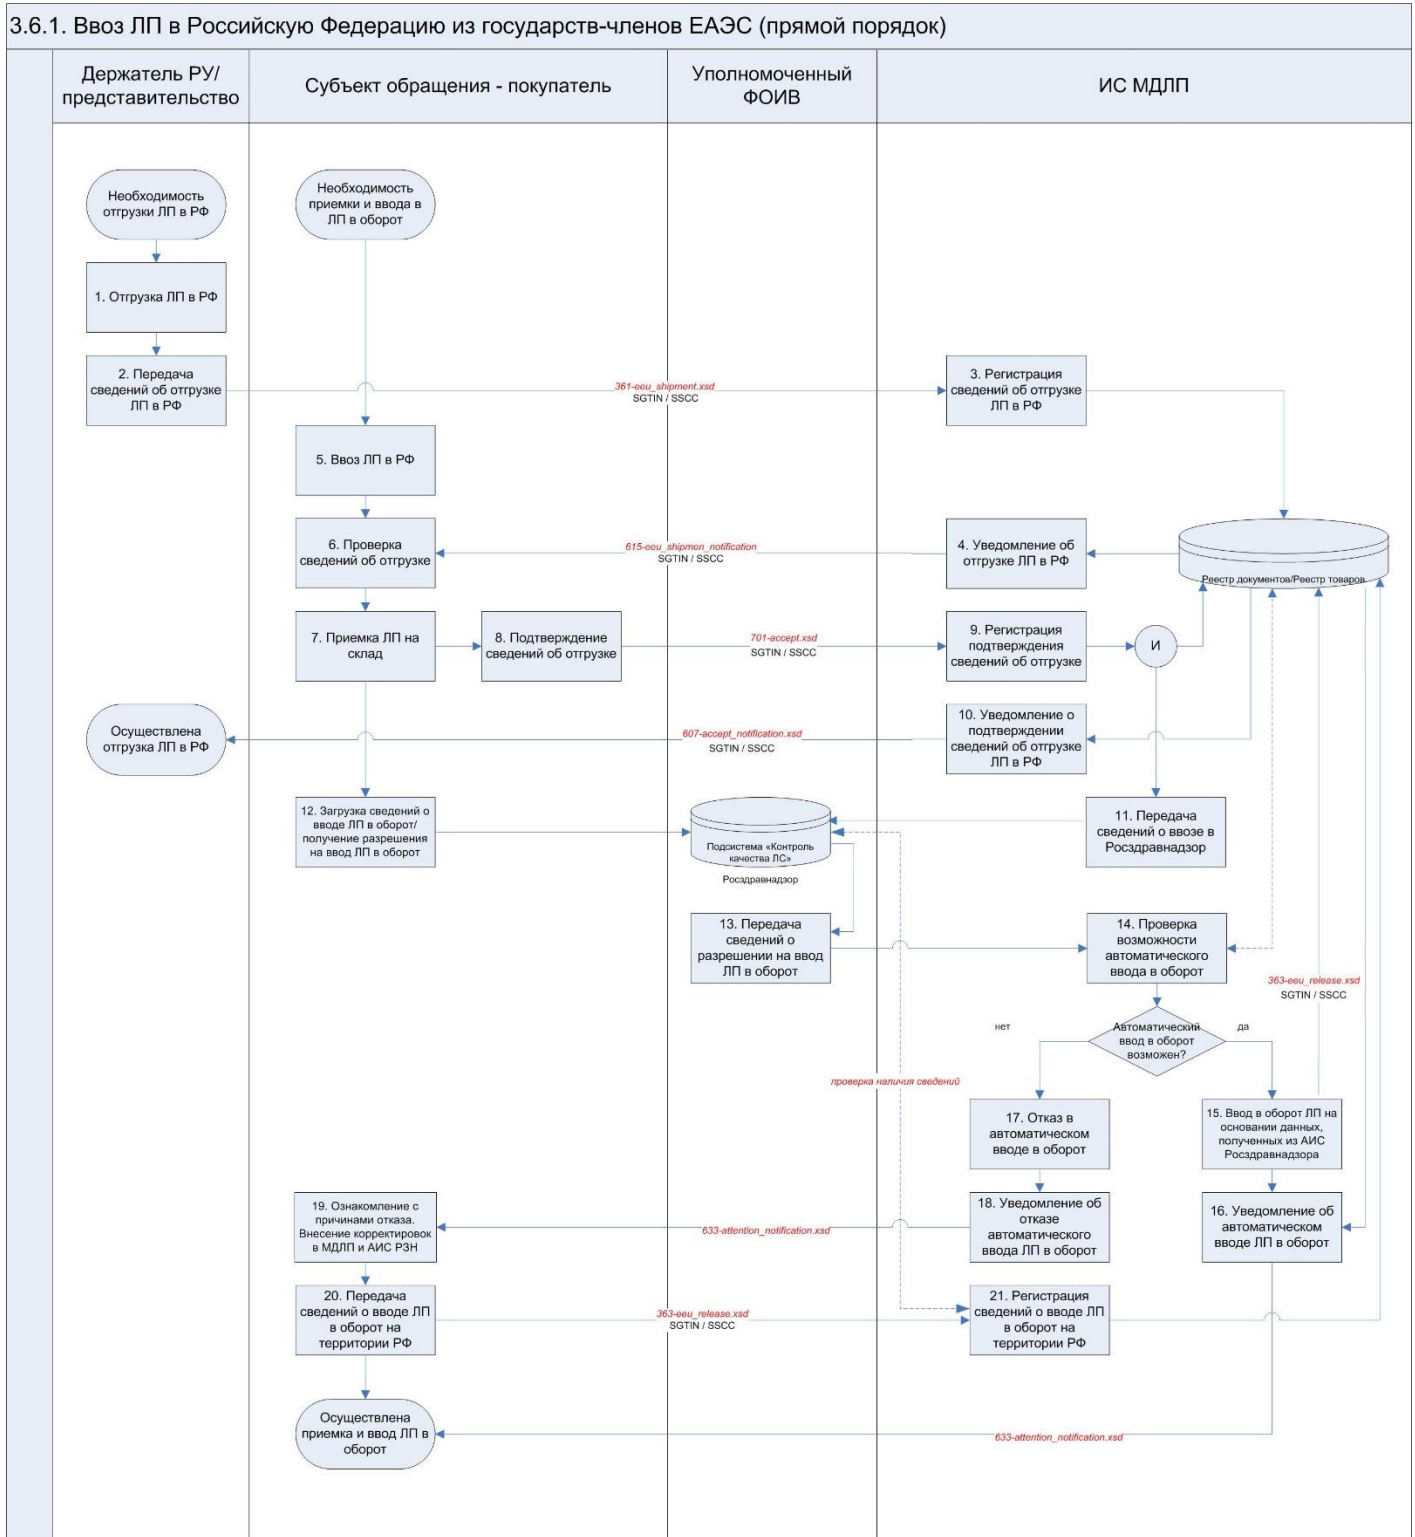 3.6.1. Ввоз ЛП в Российскую Федерацию из государств-членов ЕАЭС (прямой порядок)
Держатель РУ/
представительство
Субъект обращения - покупатель
Уполномоченный
ФОИВ
ИС МДЛП
Необходимость
отгрузки ЛП в РФ
Необходимость
приемки и ввода в
ЛП в оборот
1. Отгрузка ЛП в РФ
2. Передача
сведений об отгрузке
ЛП в РФ
361-eeu_shipment.xsd
SGTIN / SSCC
3. Регистрация
сведений об отгрузке
ЛП в РФ
5. Ввоз ЛП в РФ
6. Проверка
сведений об отгрузке
615-eeu_shipmen_notification
SGTIN / SSCC
4. Уведомление об
отгрузке ЛП в РФ
Реестр документов/Реестр товаров
7. Приемка ЛП на
склад
8. Подтверждение
сведений об отгрузке
701-accept.xsd
SGTIN / SSCC
9. Регистрация
подтверждения
сведений об отгрузке
И
Осуществлена
отгрузка ЛП в РФ
607-accept_notification.xsd
SGTIN / SSCC
10. Уведомление о
подтверждении
сведений об отгрузке
ЛП в РФ
12. Загрузка сведений о
вводе ЛП в оборот/
получение разрешения
на ввод ЛП в оборот
Подсистема «Контроль
качества ЛС»
Росздравнадзор
11. Передача
сведений о ввозе в
Росздравнадзор
13. Передача
сведений о
разрешении на ввод
ЛП в оборот
14. Проверка
возможности
автоматического
ввода в оборот
363-eeu_release.xsd
SGTIN / SSCC
нет
Автоматический
ввод в оборот
возможен?
да
проверка наличия сведений
17. Отказ в
автоматическом
вводе в оборот
15. Ввод в оборот ЛП на
основании данных,
полученных из АИС
Росздравнадзора
19. Ознакомление с
причинами отказа.
Внесение корректировок
в МДЛП и АИС РЗН
633-attention_notification.xsd
18. Уведомление об
отказе
автоматического
ввода ЛП в оборот
16. Уведомление об
автоматическом
вводе ЛП в оборот
20. Передача
сведений о вводе ЛП
в оборот на
территории РФ
363-eeu_release.xsd
SGTIN / SSCC
21. Регистрация
сведений о вводе ЛП
в оборот на
территории РФ
Осуществлена
приемка и ввод ЛП в
оборот
633-attention_notification.xsd